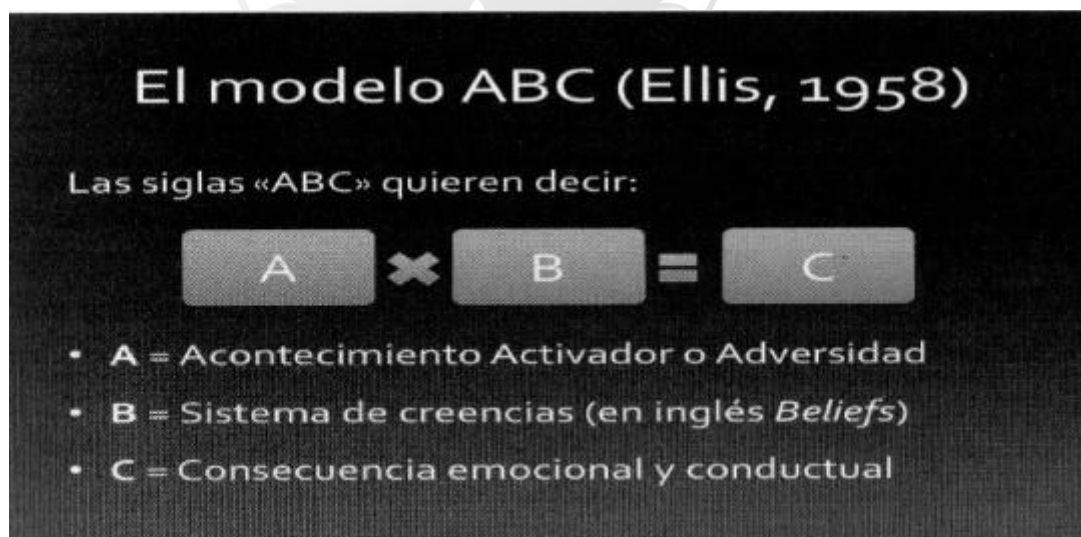 El modelo ABC (Ellis, 1958)
Las siglas «ABC» quieren decir:
A × B = C
• A = Acontecimiento Activador o Adversidad
• B = Sistema de creencias (en inglés Beliefs)
• C = Consecuencia emocional y conductual